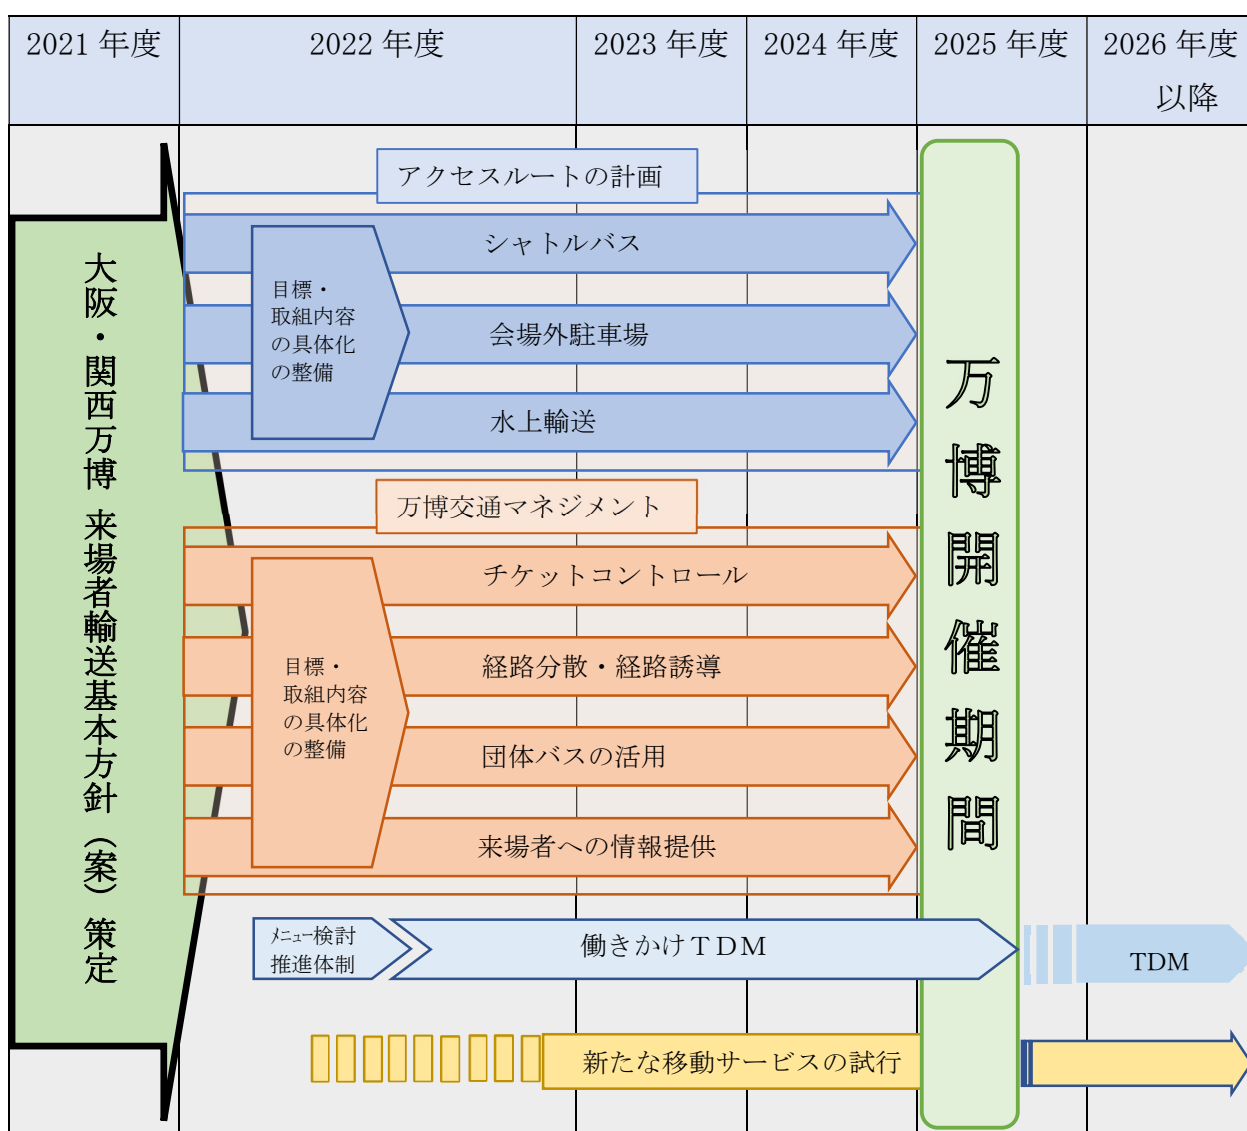 2021 年度
2022 年度
2023 年度
2024 年度
2025 年度
2026 年度
以降
大阪・関西万博 来場者輸送基本方針（案）策定
アクセスルートの計画
シャトルバス
目標・
取組内容
の具体化
の整備
会場外駐車場
水上輸送
万博交通マネジメント
チケットコントロール
目標・
取組内容
の具体化
の整備
経路分散・経路誘導
団体バスの活用
来場者への情報提供
メニュー検討
推進体制
働きかけＴＤＭ
新たな移動サービスの試行
万博開催期間
TDM